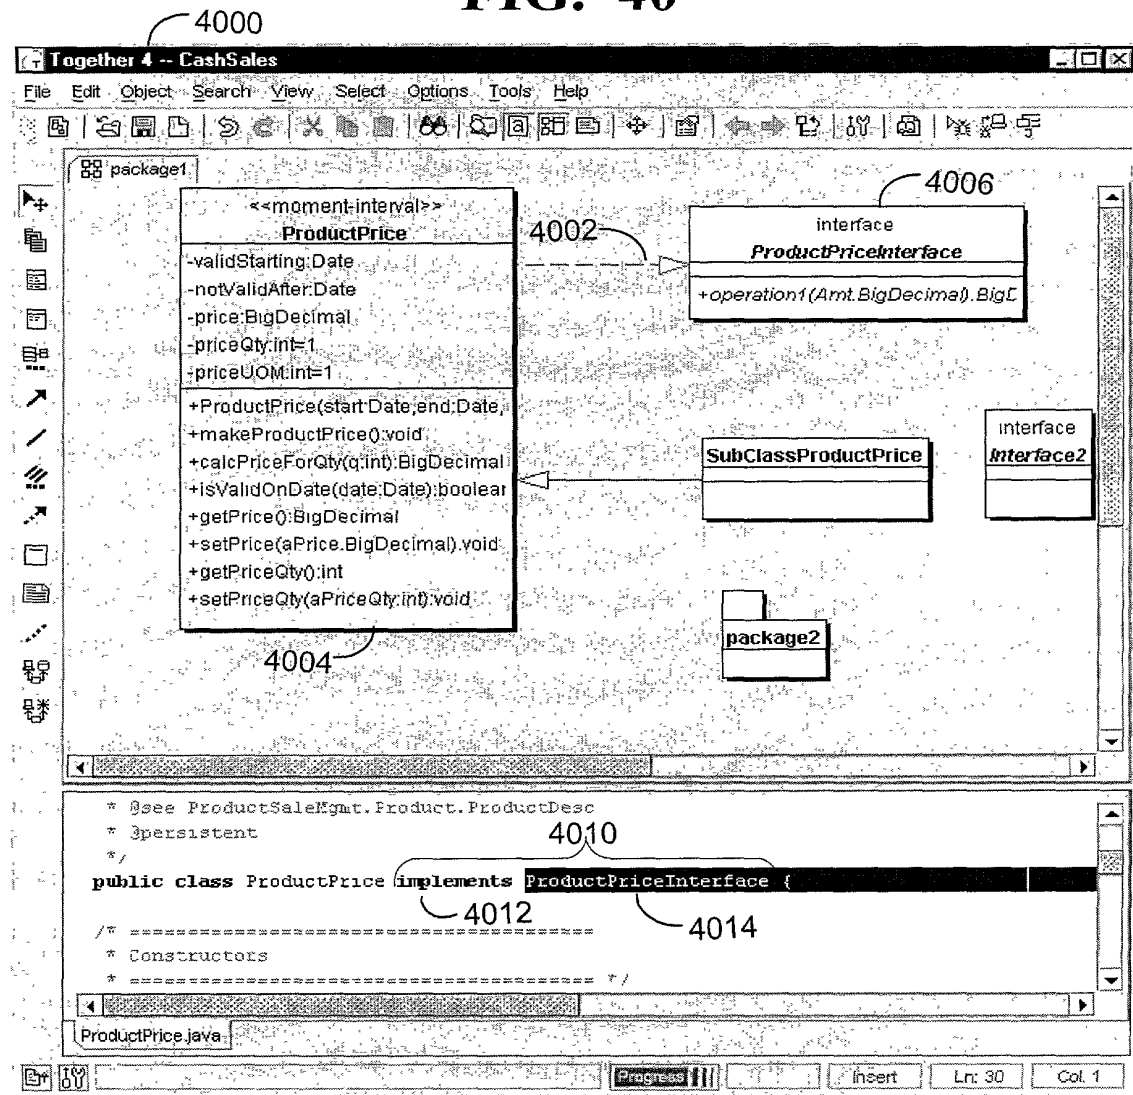 FIG. 40
4000
Together 4 -- CashSales
File Edit Object Search View Select Options Tools Help
package1
<<moment-interval>>
ProductPrice
-validStarting:Date
-notValidAfter:Date
-price:BigDecimal
-priceQty:int=1
-priceUOM:int=1
+ProductPrice(start:Date,end:Date,
+makeProductPrice():void
+calcPriceForQty(q:int):BigDecimal
+isValidOnDate(date:Date):boolear
+getPrice():BigDecimal
+setPrice(aPrice.BigDecimal).void
+getPriceQty():int
+setPriceQty(aPriceQty:int):void
4004
4002
4006
interface
ProductPriceInterface
+operation1(Amt.BigDecimal).BigD
SubClassProductPrice
interface
Interface2
package2
* @see ProductSaleMgmt.Product.ProductDesc
* @persistent
*/
4010
public class ProductPrice implements ProductPriceInterface {
4012
4014
/* ========================================
* Constructors
* ======================================== */
ProductPrice.java
Progress
Insert
Ln: 30
Col. 1